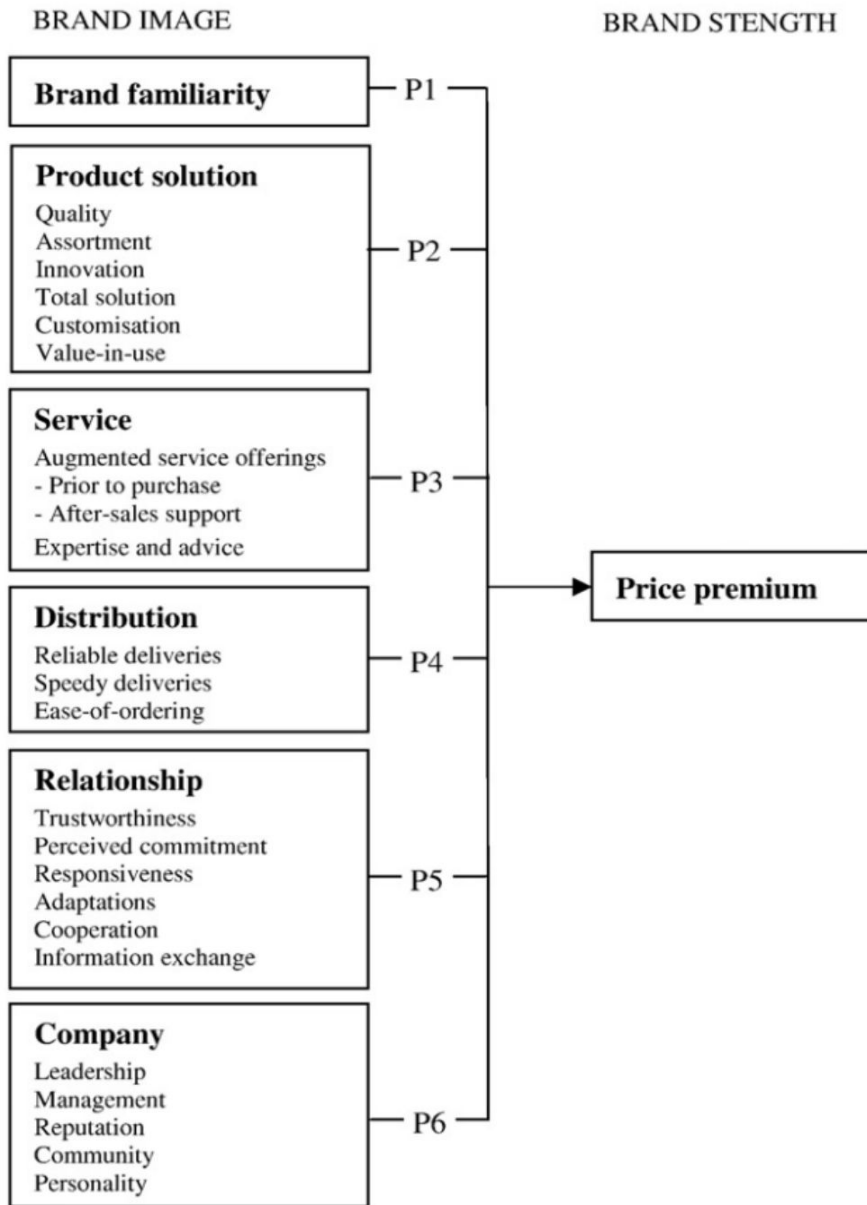 BRAND IMAGE
BRAND STENGTH
Brand familiarity
P1
Product solution
Quality
Assortment
Innovation
Total solution
Customisation
Value-in-use
P2
Service
Augmented service offerings
- Prior to purchase
- After-sales support
Expertise and advice
P3
Price premium
Distribution
Reliable deliveries
Speedy deliveries
Ease-of-ordering
P4
Relationship
Trustworthiness
Perceived commitment
Responsiveness
Adaptations
Cooperation
Information exchange
P5
Company
Leadership
Management
Reputation
Community
Personality
P6